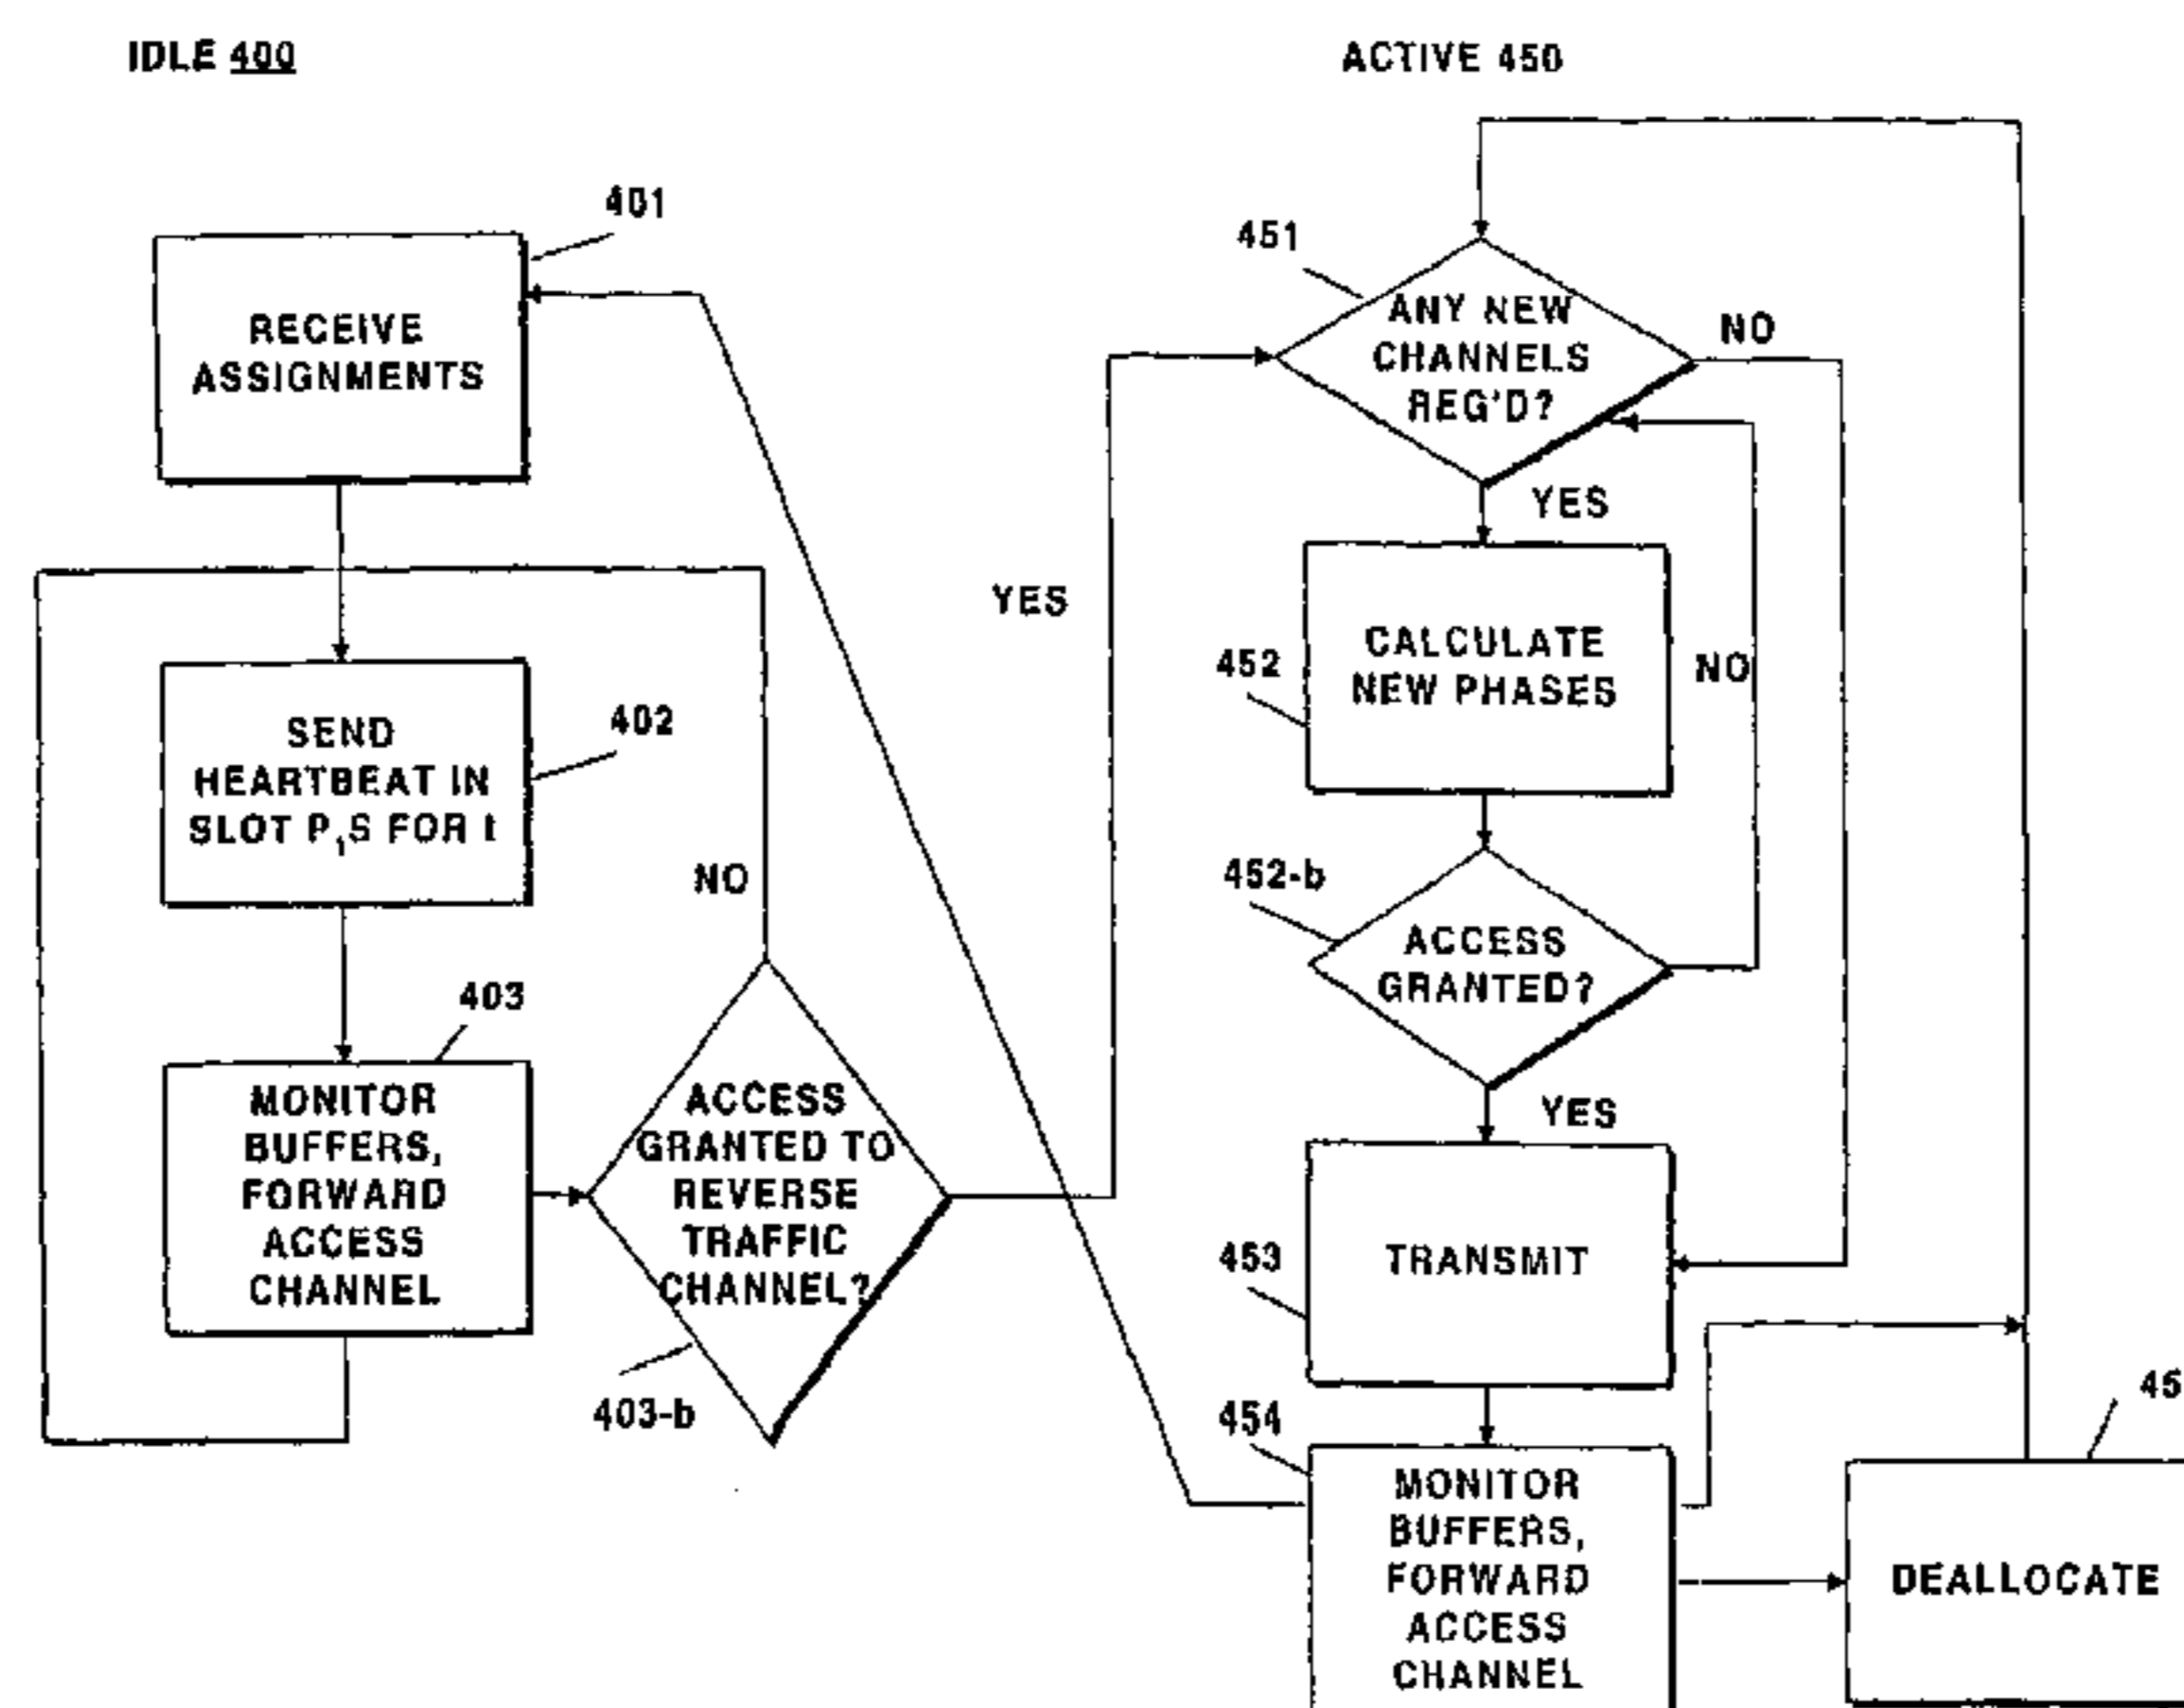 IDLE 400
401
RECEIVE
ASSIGNMENTS
402
SEND
HEARTBEAT IN
SLOT P,S FOR I
403
MONITOR
BUFFERS,
FORWARD
ACCESS
CHANNEL
NO
ACCESS
GRANTED TO
REVERSE
TRAFFIC
CHANNEL?
403-b
YES
ACTIVE 450
451
ANY NEW
CHANNELS
REG'D?
NO
YES
452
CALCULATE
NEW PHASES
NO
452-b
ACCESS
GRANTED?
YES
453
TRANSMIT
454
MONITOR
BUFFERS,
FORWARD
ACCESS
CHANNEL
45
DEALLOCATE